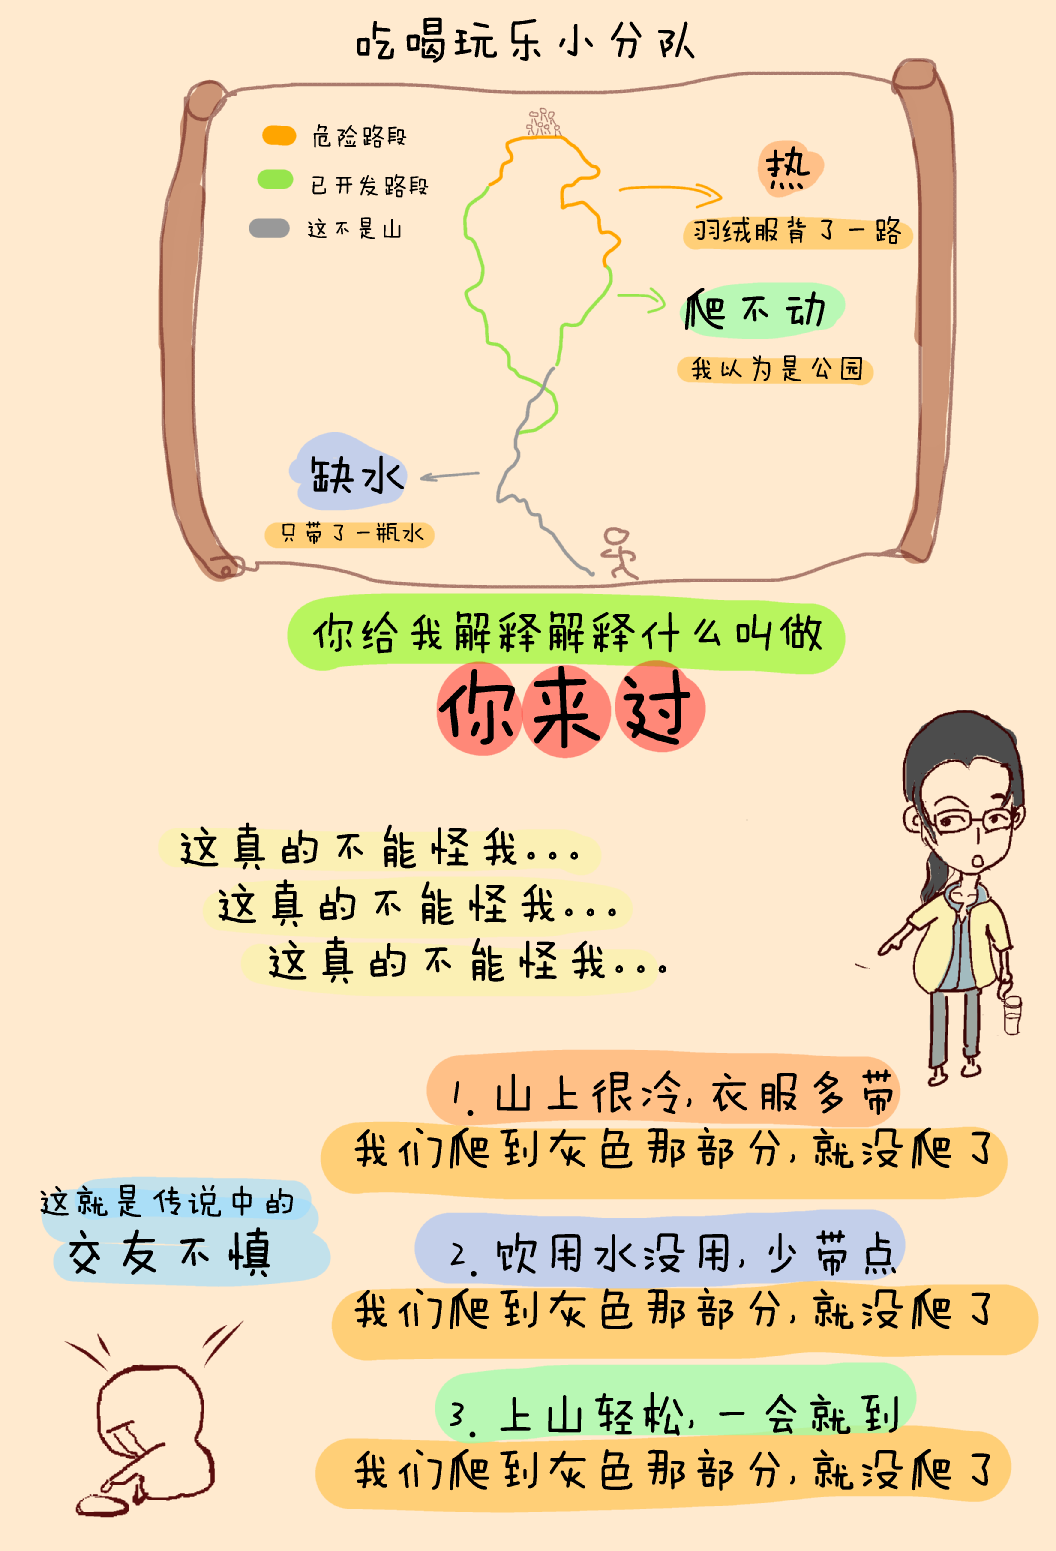 吃喝玩乐小分队
危险路段
已开发路段
这不是山
热
羽绒服背了一路
爬不动
我以为是公园
缺水
只带了一瓶水
你给我解释解释什么叫做
你来过
这真的不能怪我...
这真的不能怪我...
这真的不能怪我...
1. 山上很冷,衣服多带
我们爬到灰色那部分,就没爬了
这就是传说中的
交友不慎
2. 饮用水没用,少带点
我们爬到灰色那部分,就没爬了
3. 上山轻松,一会就到
我们爬到灰色那部分,就没爬了